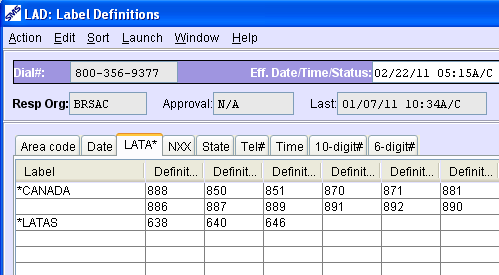 SMS LAD: Label Definitions
Action Edit Sort Launch Window Help
Dial#: 800-356-9377 Eff. Date/Time/Status: 02/22/11 05:15A/C
Resp Org: BRSAC Approval: N/A Last: 01/07/11 10:34A/C
Area code Date LATA* NXX State Tel# Time 10-digit# 6-digit#
Label Definit... Definit... Definit... Definit... Definit... Definit...
*CANADA 888 850 851 870 871 881
886 887 889 891 892 890
*LATAS 638 640 646